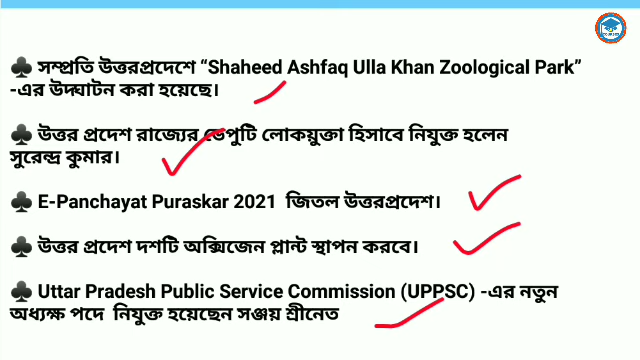 ♣ সম্প্রতি উত্তরপ্রদেশে “Shaheed Ashfaq Ulla Khan Zoological Park”
-এর উদ্ঘাটন করা হয়েছে।
♣ উত্তর প্রদেশ রাজ্যের ডেপুটি লোকয়ুক্তা হিসাবে নিযুক্ত হলেন
সুরেন্দ্র কুমার।
♣ E-Panchayat Puraskar 2021 জিতল উত্তরপ্রদেশ।
♣ উত্তর প্রদেশ দশটি অক্সিজেন প্লান্ট স্থাপন করবে।
♣ Uttar Pradesh Public Service Commission (UPPSC) -এর নতুন
অধ্যক্ষ পদে নিযুক্ত হয়েছেন সঞ্জয় শ্রীনেত